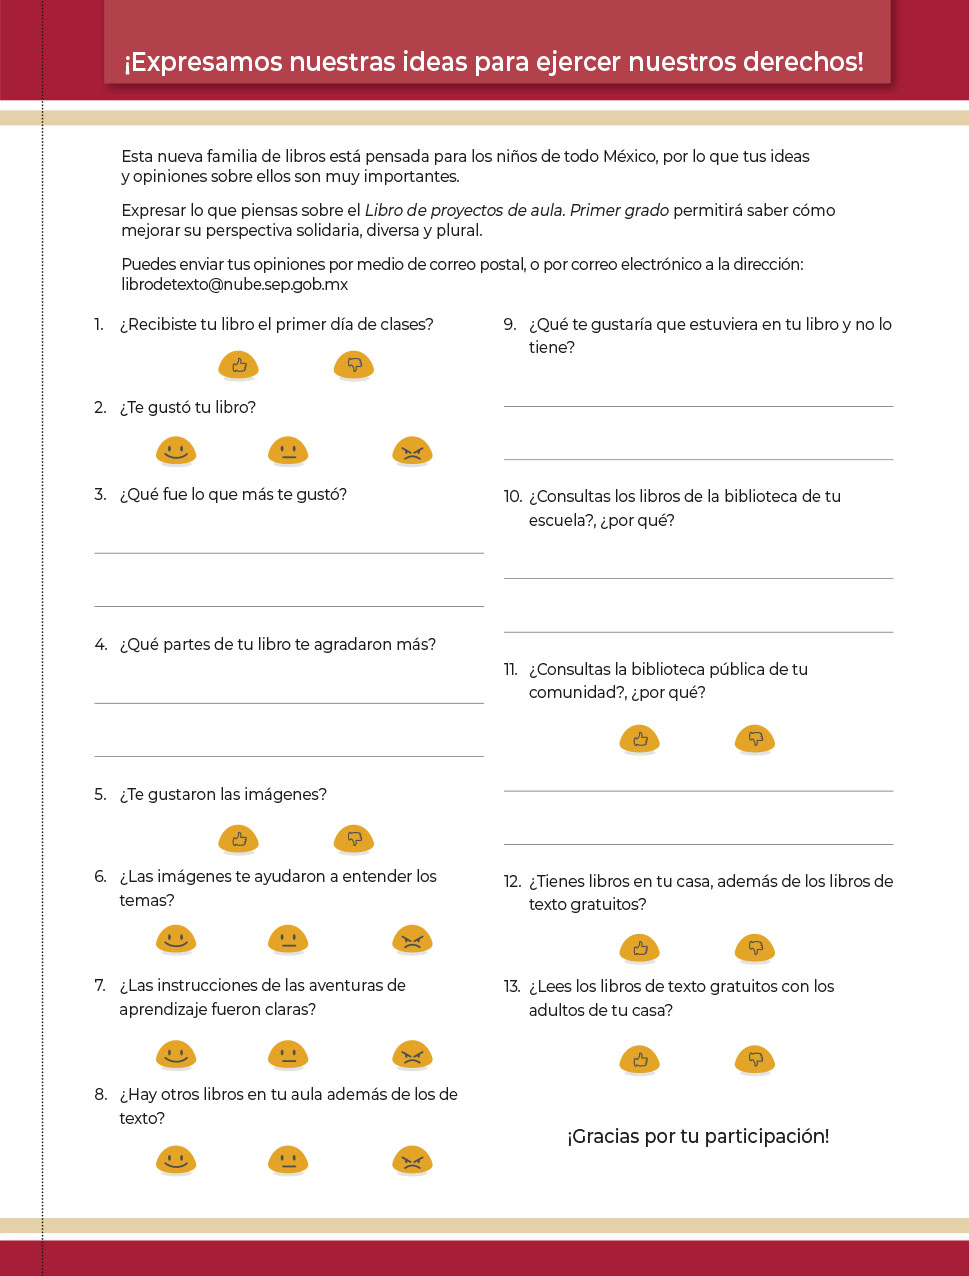 ¡Expresamos nuestras ideas para ejercer nuestros derechos!
Esta nueva familia de libros está pensada para los niños de todo México, por lo que tus ideas
y opiniones sobre ellos son muy importantes.
Expresar lo que piensas sobre el Libro de proyectos de aula. Primer grado permitirá saber cómo
mejorar su perspectiva solidaria, diversa y plural.
Puedes enviar tus opiniones por medio de correo postal, o por correo electrónico a la dirección:
librodetexto@nube.sep.gob.mx
1. ¿Recibiste tu libro el primer día de clases?
2. ¿Te gustó tu libro?
3. ¿Qué fue lo que más te gustó?
4. ¿Qué partes de tu libro te agradaron más?
5. ¿Te gustaron las imágenes?
6. ¿Las imágenes te ayudaron a entender los
temas?
7. ¿Las instrucciones de las aventuras de
aprendizaje fueron claras?
8. ¿Hay otros libros en tu aula además de los de
texto?
9. ¿Qué te gustaría que estuviera en tu libro y no lo
tiene?
10. ¿Consultas los libros de la biblioteca de tu
escuela?, ¿por qué?
11. ¿Consultas la biblioteca pública de tu
comunidad?, ¿por qué?
12. ¿Tienes libros en tu casa, además de los libros de
texto gratuitos?
13. ¿Lees los libros de texto gratuitos con los
adultos de tu casa?
¡Gracias por tu participación!